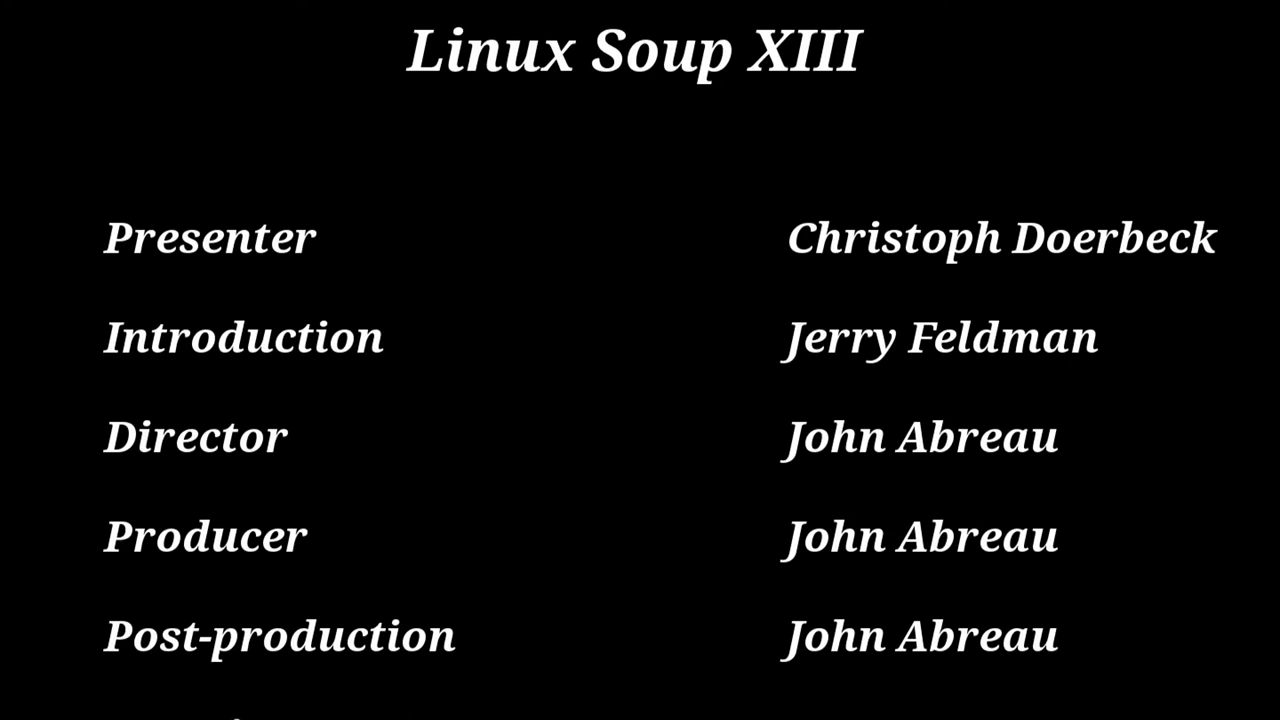 Linux Soup XIII
Presenter Christoph Doerbeck
Introduction Jerry Feldman
Director John Abreau
Producer John Abreau
Post-production John Abreau